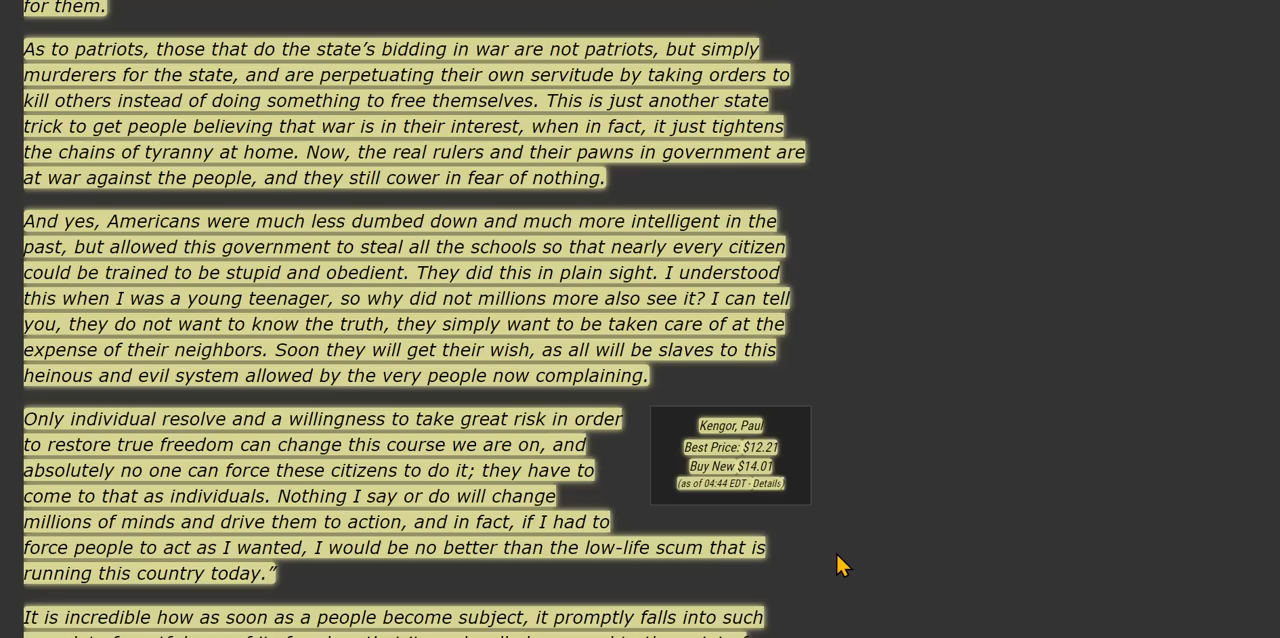 for them.
As to patriots, those that do the state’s bidding in war are not patriots, but simply
murderers for the state, and are perpetuating their own servitude by taking orders to
kill others instead of doing something to free themselves. This is just another state
trick to get people believing that war is in their interest, when in fact, it just tightens
the chains of tyranny at home. Now, the real rulers and their pawns in government are
at war against the people, and they still cower in fear of nothing.
And yes, Americans were much less dumbed down and much more intelligent in the
past, but allowed this government to steal all the schools so that nearly every citizen
could be trained to be stupid and obedient. They did this in plain sight. I understood
this when I was a young teenager, so why did not millions more also see it? I can tell
you, they do not want to know the truth, they simply want to be taken care of at the
expense of their neighbors. Soon they will get their wish, as all will be slaves to this
heinous and evil system allowed by the very people now complaining.
Only individual resolve and a willingness to take great risk in order
to restore true freedom can change this course we are on, and
absolutely no one can force these citizens to do it; they have to
come to that as individuals. Nothing I say or do will change
millions of minds and drive them to action, and in fact, if I had to
force people to act as I wanted, I would be no better than the low-life scum that is
running this country today.”
Kengor, Paul
Best Price: $12.21
Buy New $14.01
(as of 04:44 EDT - Details)
It is incredible how as soon as a people become subject, it promptly falls into such